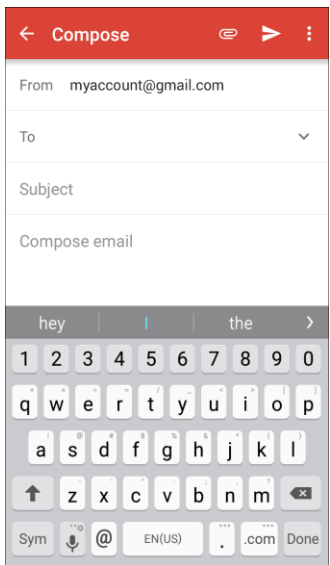 Compose
From myaccount@gmail.com
To
Subject
Compose email
hey I the
1 2 3 4 5 6 7 8 9 0
q w e r t y u i o p
a s d f g h j k l
z x c v b n m
Sym @ EN(US) . .com Done